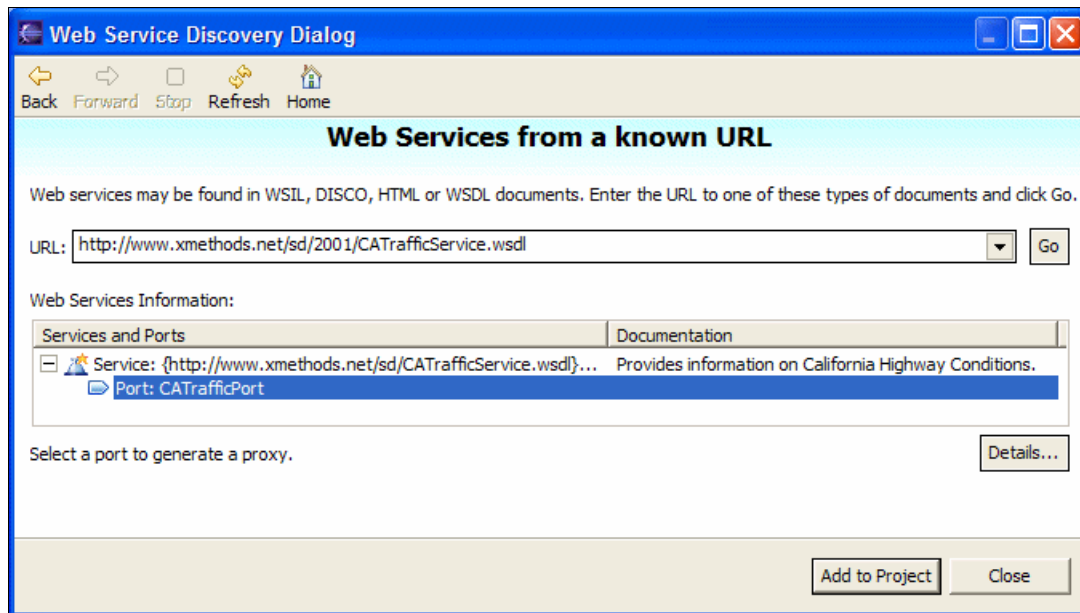 Web Service Discovery Dialog
Back Forward Stop Refresh Home
Web Services from a known URL
Web services may be found in WSIL, DISCO, HTML or WSDL documents. Enter the URL to one of these types of documents and click Go.
URL: http://www.xmethods.net/sd/2001/CATrafficService.wsdl Go
Web Services Information:
Services and Ports Documentation
Service: {http://www.xmethods.net/sd/CATrafficService.wsdl}... Provides information on California Highway Conditions.
Port: CATrafficPort
Select a port to generate a proxy. Details...
Add to Project Close